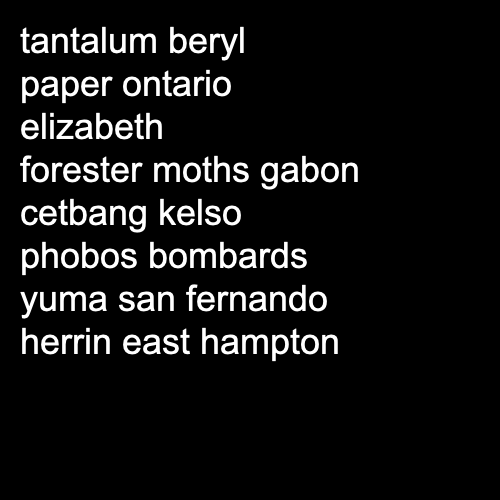 tantalum beryl
paper ontario
elizabeth
forester moths gabon
cetbang kelso
phobos bombards
yuma san fernando
herrin east hampton